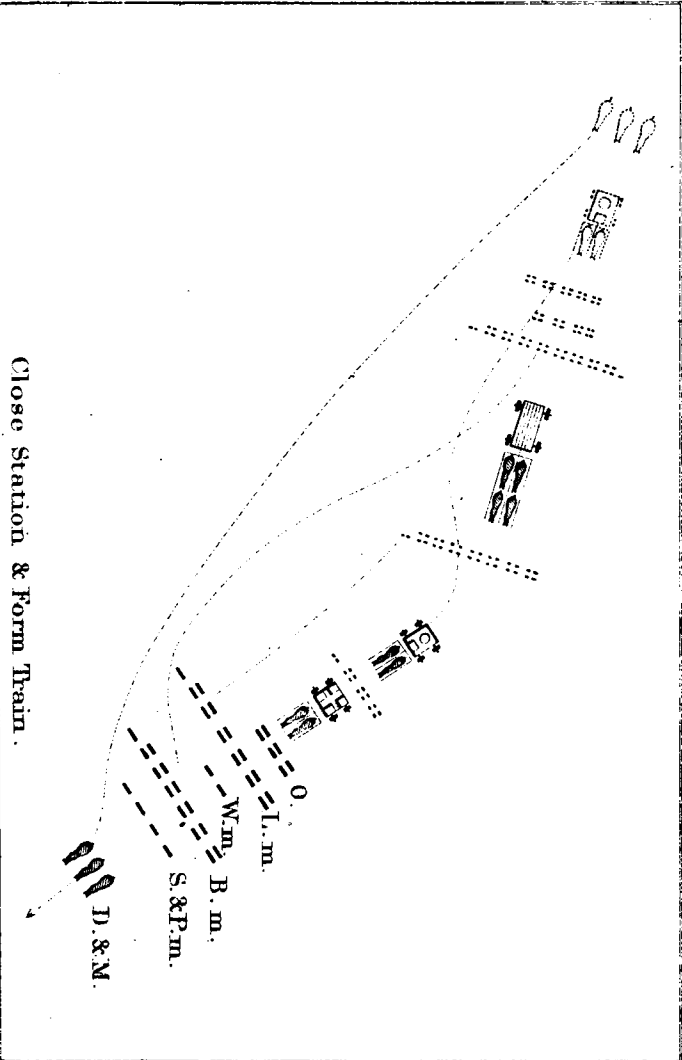 Close Station & Form Train.
O.
L. m.
W. m.
B. m.
S. & P. m.
D. & M.